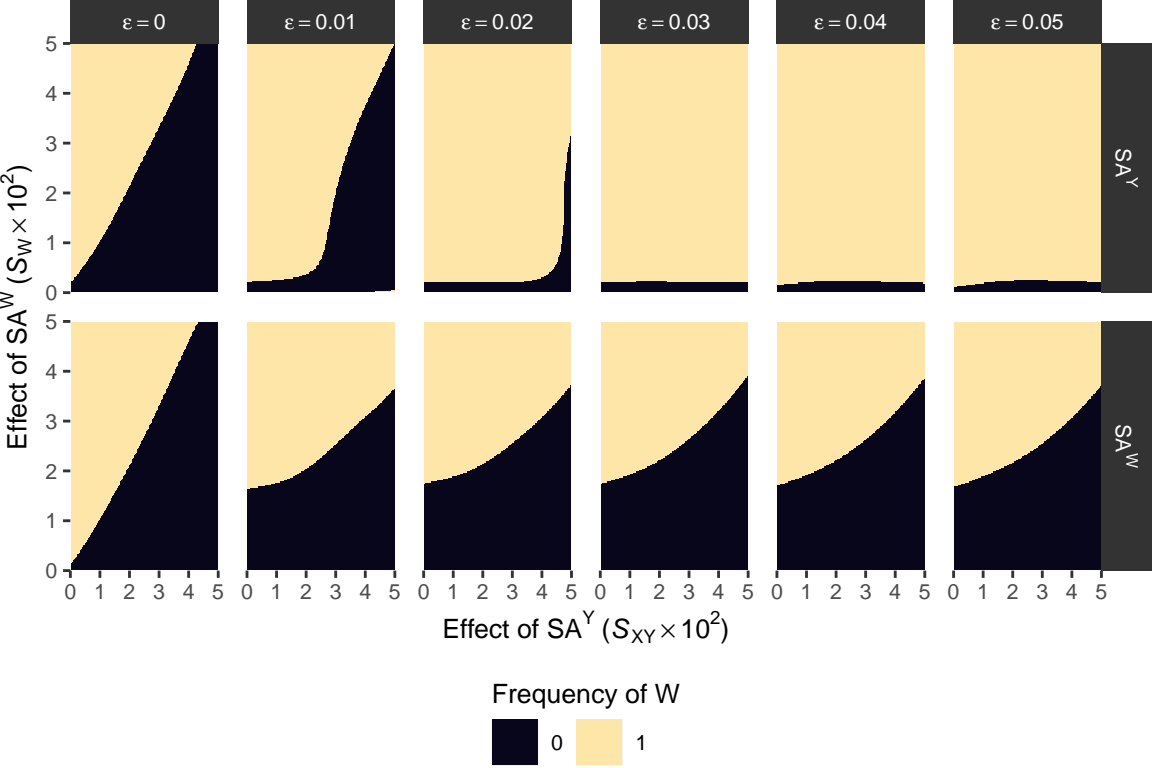 ε = 0 ε = 0.01 ε = 0.02 ε = 0.03 ε = 0.04 ε = 0.05
5
4
3
2
1
0
SA^Y
5
4
3
2
1
0
SA^W
Effect of SA^W (S_W × 10^2)
0 1 2 3 4 5 0 1 2 3 4 5 0 1 2 3 4 5 0 1 2 3 4 5 0 1 2 3 4 5 0 1 2 3 4 5
Effect of SA^Y (S_XY × 10^2)
Frequency of W
0 1